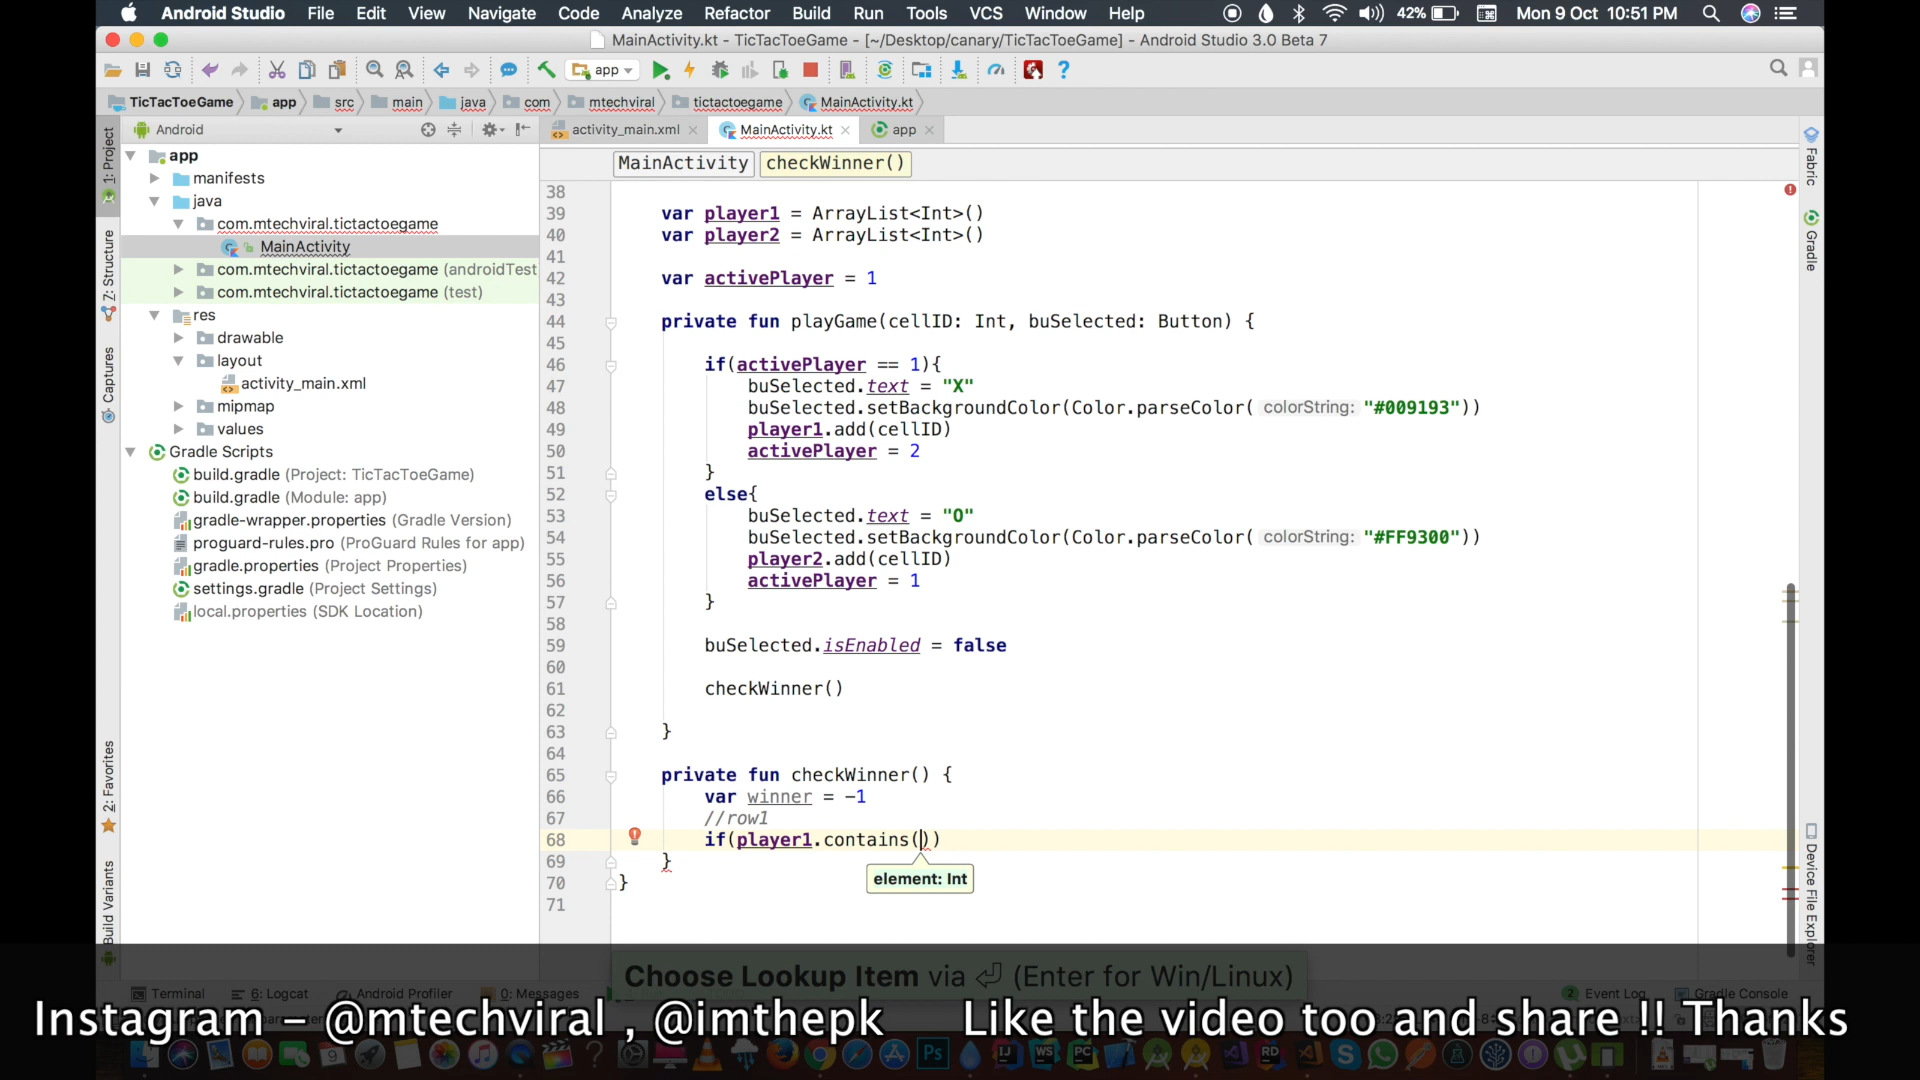 Android Studio File Edit View Navigate Code Analyze Refactor Build Run Tools VCS Window Help 42% Mon 9 Oct 10:51 PM
MainActivity.kt - TicTacToeGame - [~/Desktop/canary/TicTacToeGame] - Android Studio 3.0 Beta 7
app
TicTacToeGame app src main java com mtechviral tictactoegame MainActivity.kt
Android
activity_main.xml MainActivity.kt app
MainActivity checkWinner()
1: Project
Z: Structure
Captures
2: Favorites
Build Variants
app
manifests
java
com.mtechviral.tictactoegame
MainActivity
com.mtechviral.tictactoegame (androidTest
com.mtechviral.tictactoegame (test)
res
drawable
layout
activity_main.xml
mipmap
values
Gradle Scripts
build.gradle (Project: TicTacToeGame)
build.gradle (Module: app)
gradle-wrapper.properties (Gradle Version)
proguard-rules.pro (ProGuard Rules for app)
gradle.properties (Project Properties)
settings.gradle (Project Settings)
local.properties (SDK Location)
38
39 var player1 = ArrayList<Int>()
40 var player2 = ArrayList<Int>()
41
42 var activePlayer = 1
43
44 private fun playGame(cellID: Int, buSelected: Button) {
45
46 if(activePlayer == 1){
47 buSelected.text = "X"
48 buSelected.setBackgroundColor(Color.parseColor( colorString: "#009193"))
49 player1.add(cellID)
50 activePlayer = 2
51 }
52 else{
53 buSelected.text = "O"
54 buSelected.setBackgroundColor(Color.parseColor( colorString: "#FF9300"))
55 player2.add(cellID)
56 activePlayer = 1
57 }
58
59 buSelected.isEnabled = false
60
61 checkWinner()
62
63 }
64
65 private fun checkWinner() {
66 var winner = -1
67 //row1
68 if(player1.contains())
69 }
70 }
71
element: Int
Fabric
Gradle
Device File Explorer
Choose Lookup Item via ⏎ (Enter for Win/Linux)
Terminal 6: Logcat Android Profiler 0: Messages 2 Event Log Gradle Console
Instagram – @mtechviral , @imthepk Like the video too and share !! Thanks